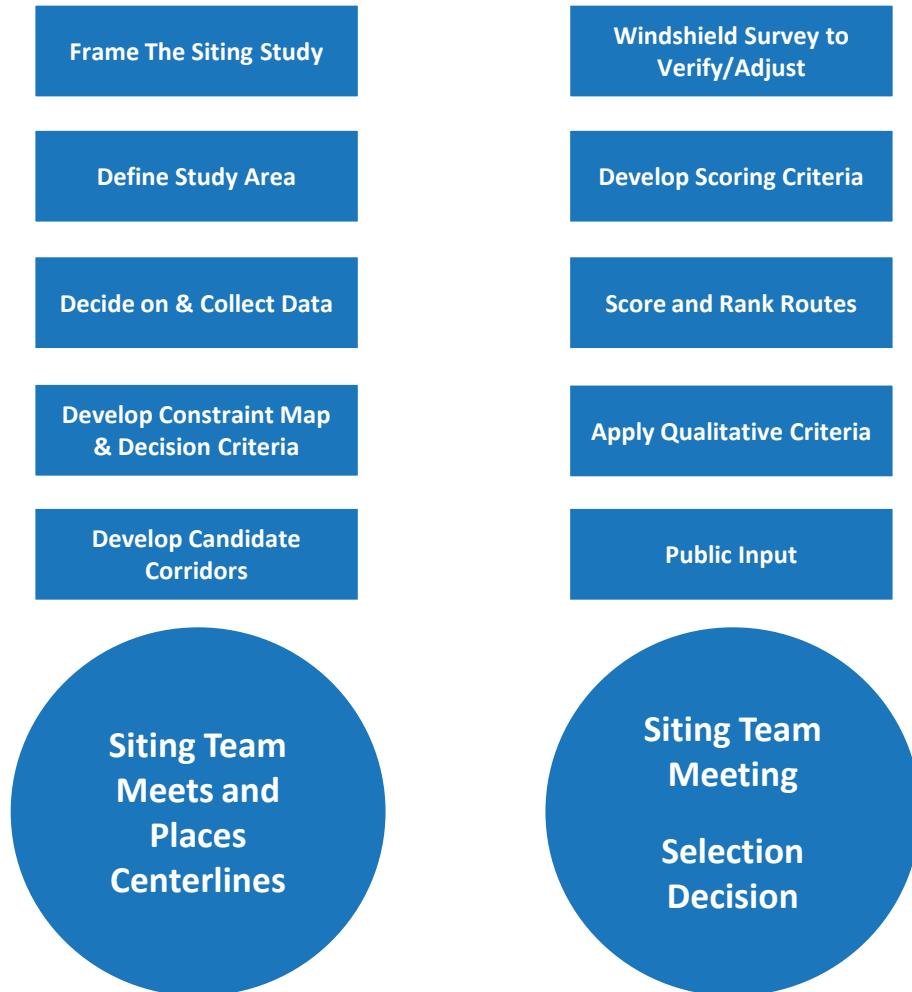 Frame The Siting Study
Define Study Area
Decide on & Collect Data
Develop Constraint Map
& Decision Criteria
Develop Candidate
Corridors
Siting Team
Meets and
Places
Centerlines
Windshield Survey to
Verify/Adjust
Develop Scoring Criteria
Score and Rank Routes
Apply Qualitative Criteria
Public Input
Siting Team
Meeting
Selection
Decision